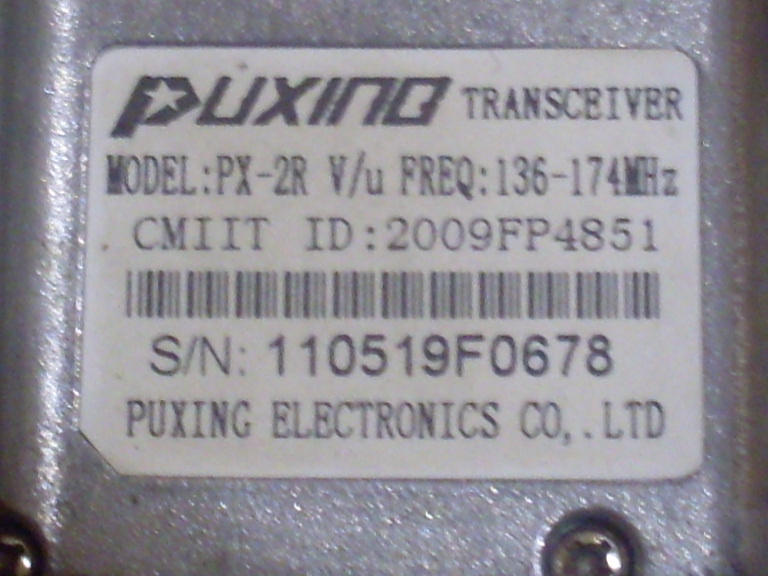 PUXING TRANSCEIVER
MODEL:PX-2R V/u FREQ:136-174MHz
CMIIT ID:2009FP4851
S/N: 110519F0678
PUXING ELECTRONICS CO,.LTD